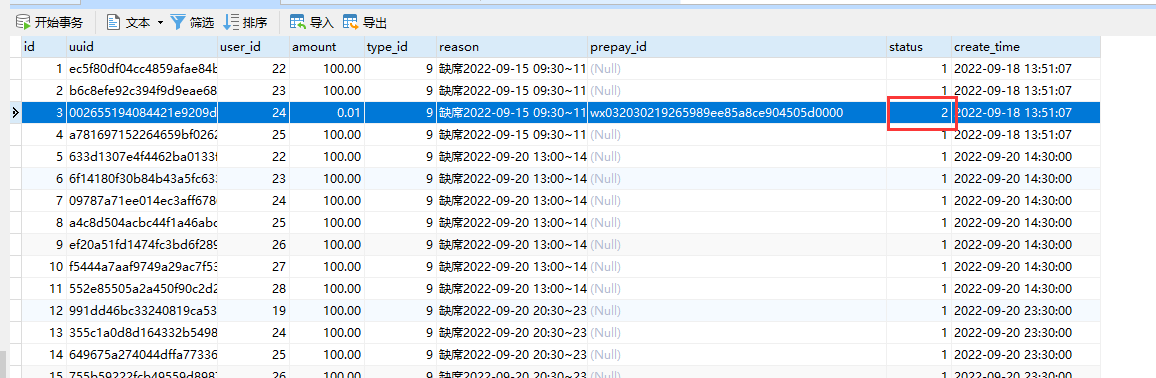 开始事务 文本 筛选 排序 导入 导出
id uuid user_id amount type_id reason prepay_id status create_time
1 ec5f80df04cc4859afae84b 22 100.00 9 缺席2022-09-15 09:30~11 (Null) 1 2022-09-18 13:51:07
2 b6c8efe92c394f9d9eae68 23 100.00 9 缺席2022-09-15 09:30~11 (Null) 1 2022-09-18 13:51:07
3 002655194084421e9209d 24 0.01 9 缺席2022-09-15 09:30~11 wx032030219265989ee85a8ce904505d0000 2 2022-09-18 13:51:07
4 a781697152264659bf0262 25 100.00 9 缺席2022-09-15 09:30~11 (Null) 1 2022-09-18 13:51:07
5 633d1307e4f4462ba0133f 22 100.00 9 缺席2022-09-20 13:00~14 (Null) 1 2022-09-20 14:30:00
6 6f14180f30b84b43a5fc633 23 100.00 9 缺席2022-09-20 13:00~14 (Null) 1 2022-09-20 14:30:00
7 09787a71ee014ec3aff678 24 100.00 9 缺席2022-09-20 13:00~14 (Null) 1 2022-09-20 14:30:00
8 a4c8d504acbc44f1a46abc 25 100.00 9 缺席2022-09-20 13:00~14 (Null) 1 2022-09-20 14:30:00
9 ef20a51fd1474fc3bd6f289 26 100.00 9 缺席2022-09-20 13:00~14 (Null) 1 2022-09-20 14:30:00
10 f5444a7aaf9749a29ac7f53 27 100.00 9 缺席2022-09-20 13:00~14 (Null) 1 2022-09-20 14:30:00
11 552e85505a2a450f90c2d2 28 100.00 9 缺席2022-09-20 13:00~14 (Null) 1 2022-09-20 14:30:00
12 991dd46bc33240819ca53 19 100.00 9 缺席2022-09-20 20:30~23 (Null) 1 2022-09-20 23:30:00
13 355c1a0d8d164332b5498 24 100.00 9 缺席2022-09-20 20:30~23 (Null) 1 2022-09-20 23:30:00
14 649675a274044dffa77336 25 100.00 9 缺席2022-09-20 20:30~23 (Null) 1 2022-09-20 23:30:00
15 26 100.00 9 缺席2022-09-20 20:30~23 (Null) 1 2022-09-20 23:30:00